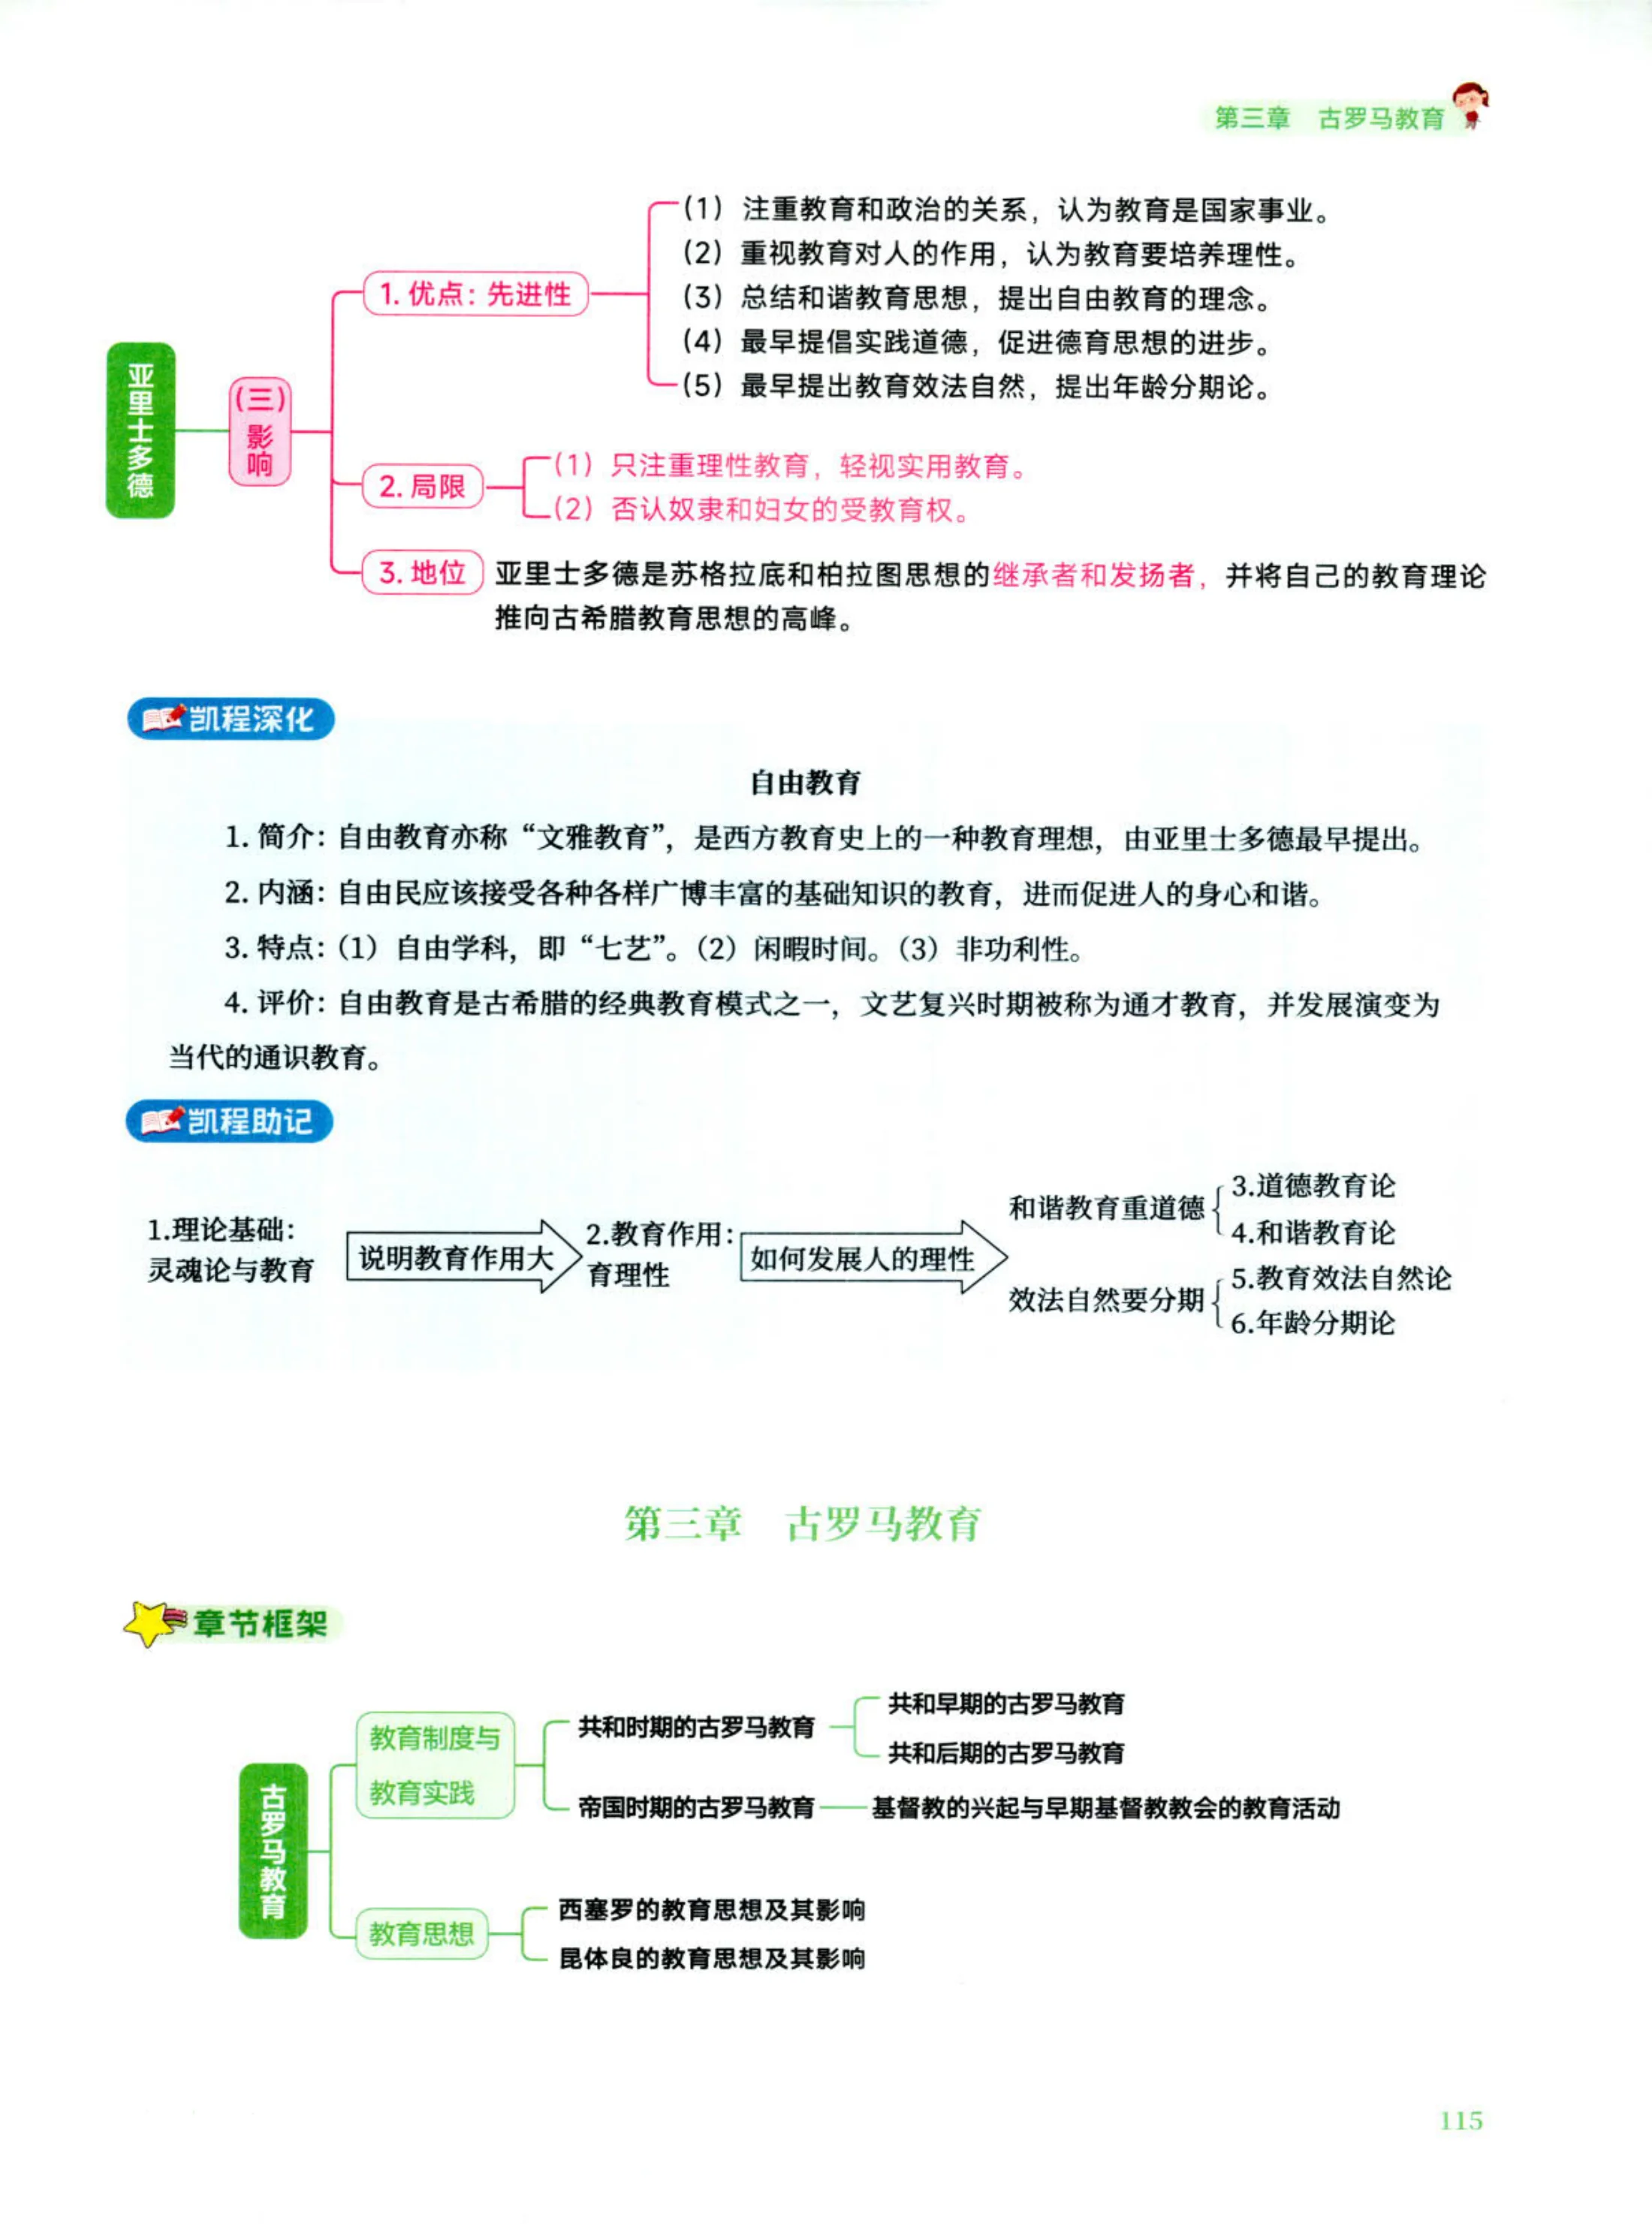 第三章 古罗马教育
亚里士多德
(三)影响
1. 优点：先进性
(1) 注重教育和政治的关系，认为教育是国家事业。
(2) 重视教育对人的作用，认为教育要培养理性。
(3) 总结和谐教育思想，提出自由教育的理念。
(4) 最早提倡实践道德，促进德育思想的进步。
(5) 最早提出教育效法自然，提出年龄分期论。
2. 局限
(1) 只注重理性教育，轻视实用教育。
(2) 否认奴隶和妇女的受教育权。
3. 地位
亚里士多德是苏格拉底和柏拉图思想的继承者和发扬者，并将自己的教育理论
推向古希腊教育思想的高峰。
凯程深化
自由教育
1. 简介：自由教育亦称“文雅教育”，是西方教育史上的一种教育理想，由亚里士多德最早提出。
2. 内涵：自由民应该接受各种各样广博丰富的基础知识的教育，进而促进人的身心和谐。
3. 特点：（1）自由学科，即“七艺”。（2）闲暇时间。（3）非功利性。
4. 评价：自由教育是古希腊的经典教育模式之一，文艺复兴时期被称为通才教育，并发展演变为
当代的通识教育。
凯程助记
1.理论基础：
灵魂论与教育
说明教育作用大
2.教育作用：
育理性
如何发展人的理性
和谐教育重道德
3.道德教育论
4.和谐教育论
效法自然要分期
5.教育效法自然论
6.年龄分期论
第三章 古罗马教育
章节框架
古罗马教育
教育制度与
教育实践
共和时期的古罗马教育
共和早期的古罗马教育
共和后期的古罗马教育
帝国时期的古罗马教育
基督教的兴起与早期基督教教会的教育活动
教育思想
西塞罗的教育思想及其影响
昆体良的教育思想及其影响
115